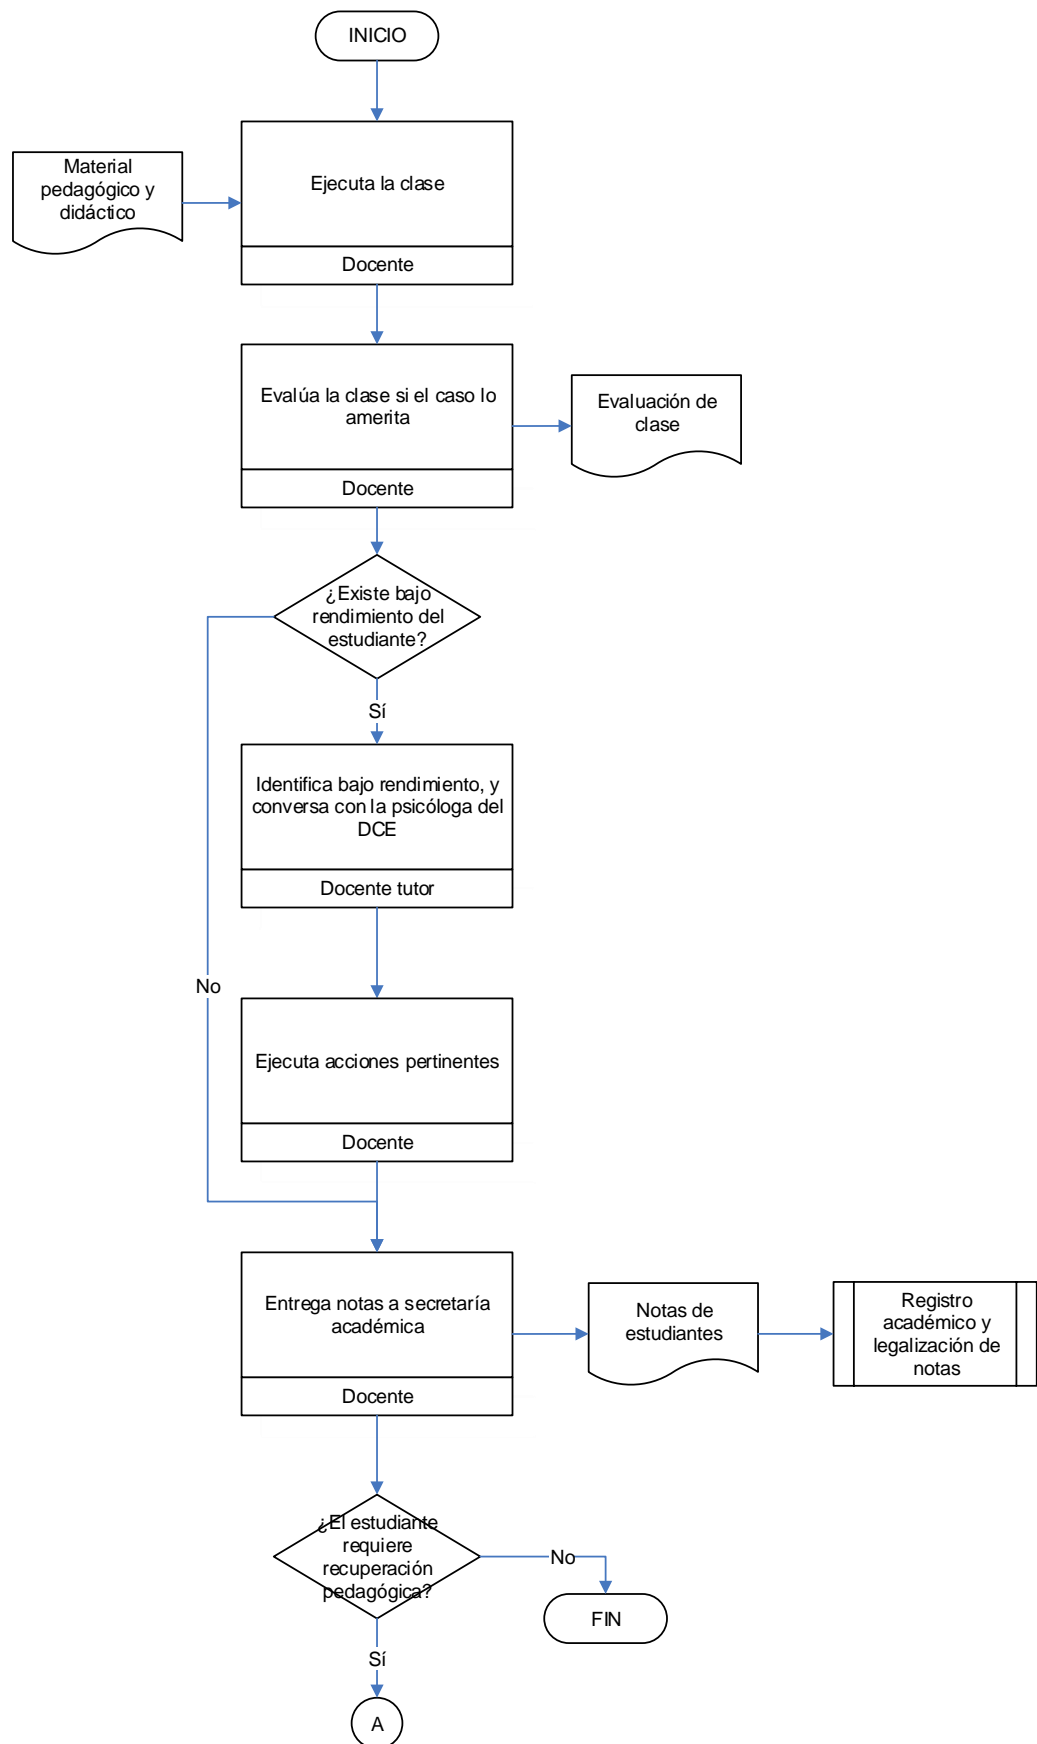 INICIO
Material
pedagógico y
didáctico
Ejecuta la clase
Docente
Evalúa la clase si el caso lo
amerita
Docente
Evaluación de
clase
¿Existe bajo
rendimiento del
estudiante?
Sí
Identifica bajo rendimiento, y
conversa con la psicóloga del
DCE
Docente tutor
No
Ejecuta acciones pertinentes
Docente
Entrega notas a secretaría
académica
Docente
Notas de
estudiantes
Registro
académico y
legalización de
notas
¿El estudiante
requiere
recuperación
pedagógica?
No
FIN
Sí
A